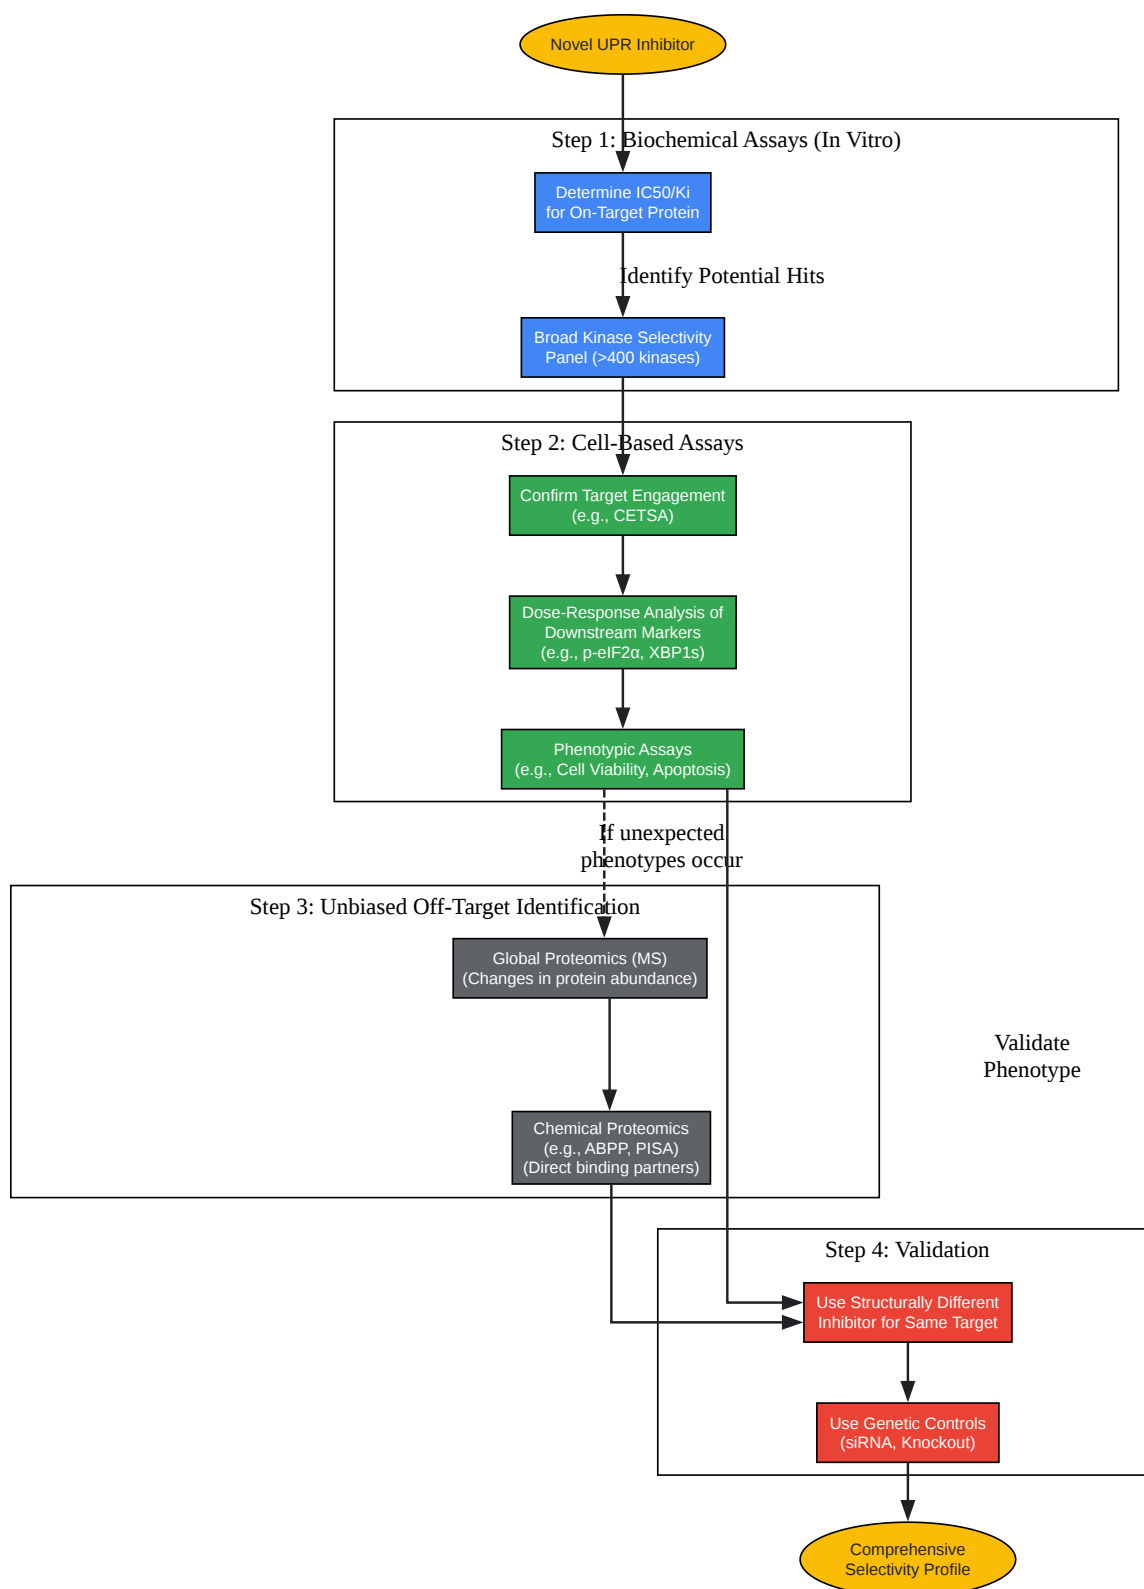 Novel UPR Inhibitor
Step 1: Biochemical Assays (In Vitro)
Determine IC50/Ki
for On-Target Protein
Identify Potential Hits
Broad Kinase Selectivity
Panel (>400 kinases)
Step 2: Cell-Based Assays
Confirm Target Engagement
(e.g., CETSA)
Dose-Response Analysis of
Downstream Markers
(e.g., p-eIF2α, XBP1s)
Phenotypic Assays
(e.g., Cell Viability, Apoptosis)
If unexpected
phenotypes occur
Step 3: Unbiased Off-Target Identification
Global Proteomics (MS)
(Changes in protein abundance)
Validate
Phenotype
Chemical Proteomics
(e.g., ABPP, PISA)
(Direct binding partners)
Step 4: Validation
Use Structurally Different
Inhibitor for Same Target
Use Genetic Controls
(siRNA, Knockout)
Comprehensive
Selectivity Profile